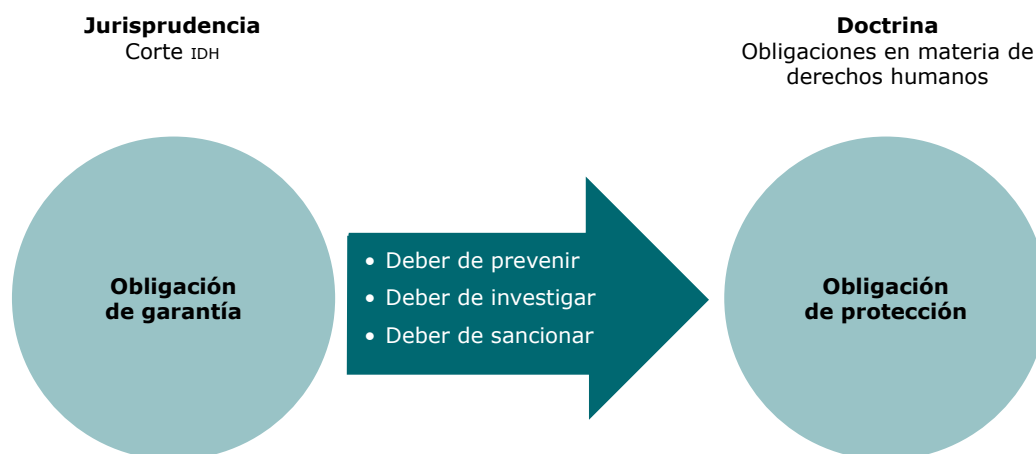 Jurisprudencia
Corte IDH
Doctrina
Obligaciones en materia de
derechos humanos
Obligación
de garantía
• Deber de prevenir
• Deber de investigar
• Deber de sancionar
Obligación
de protección